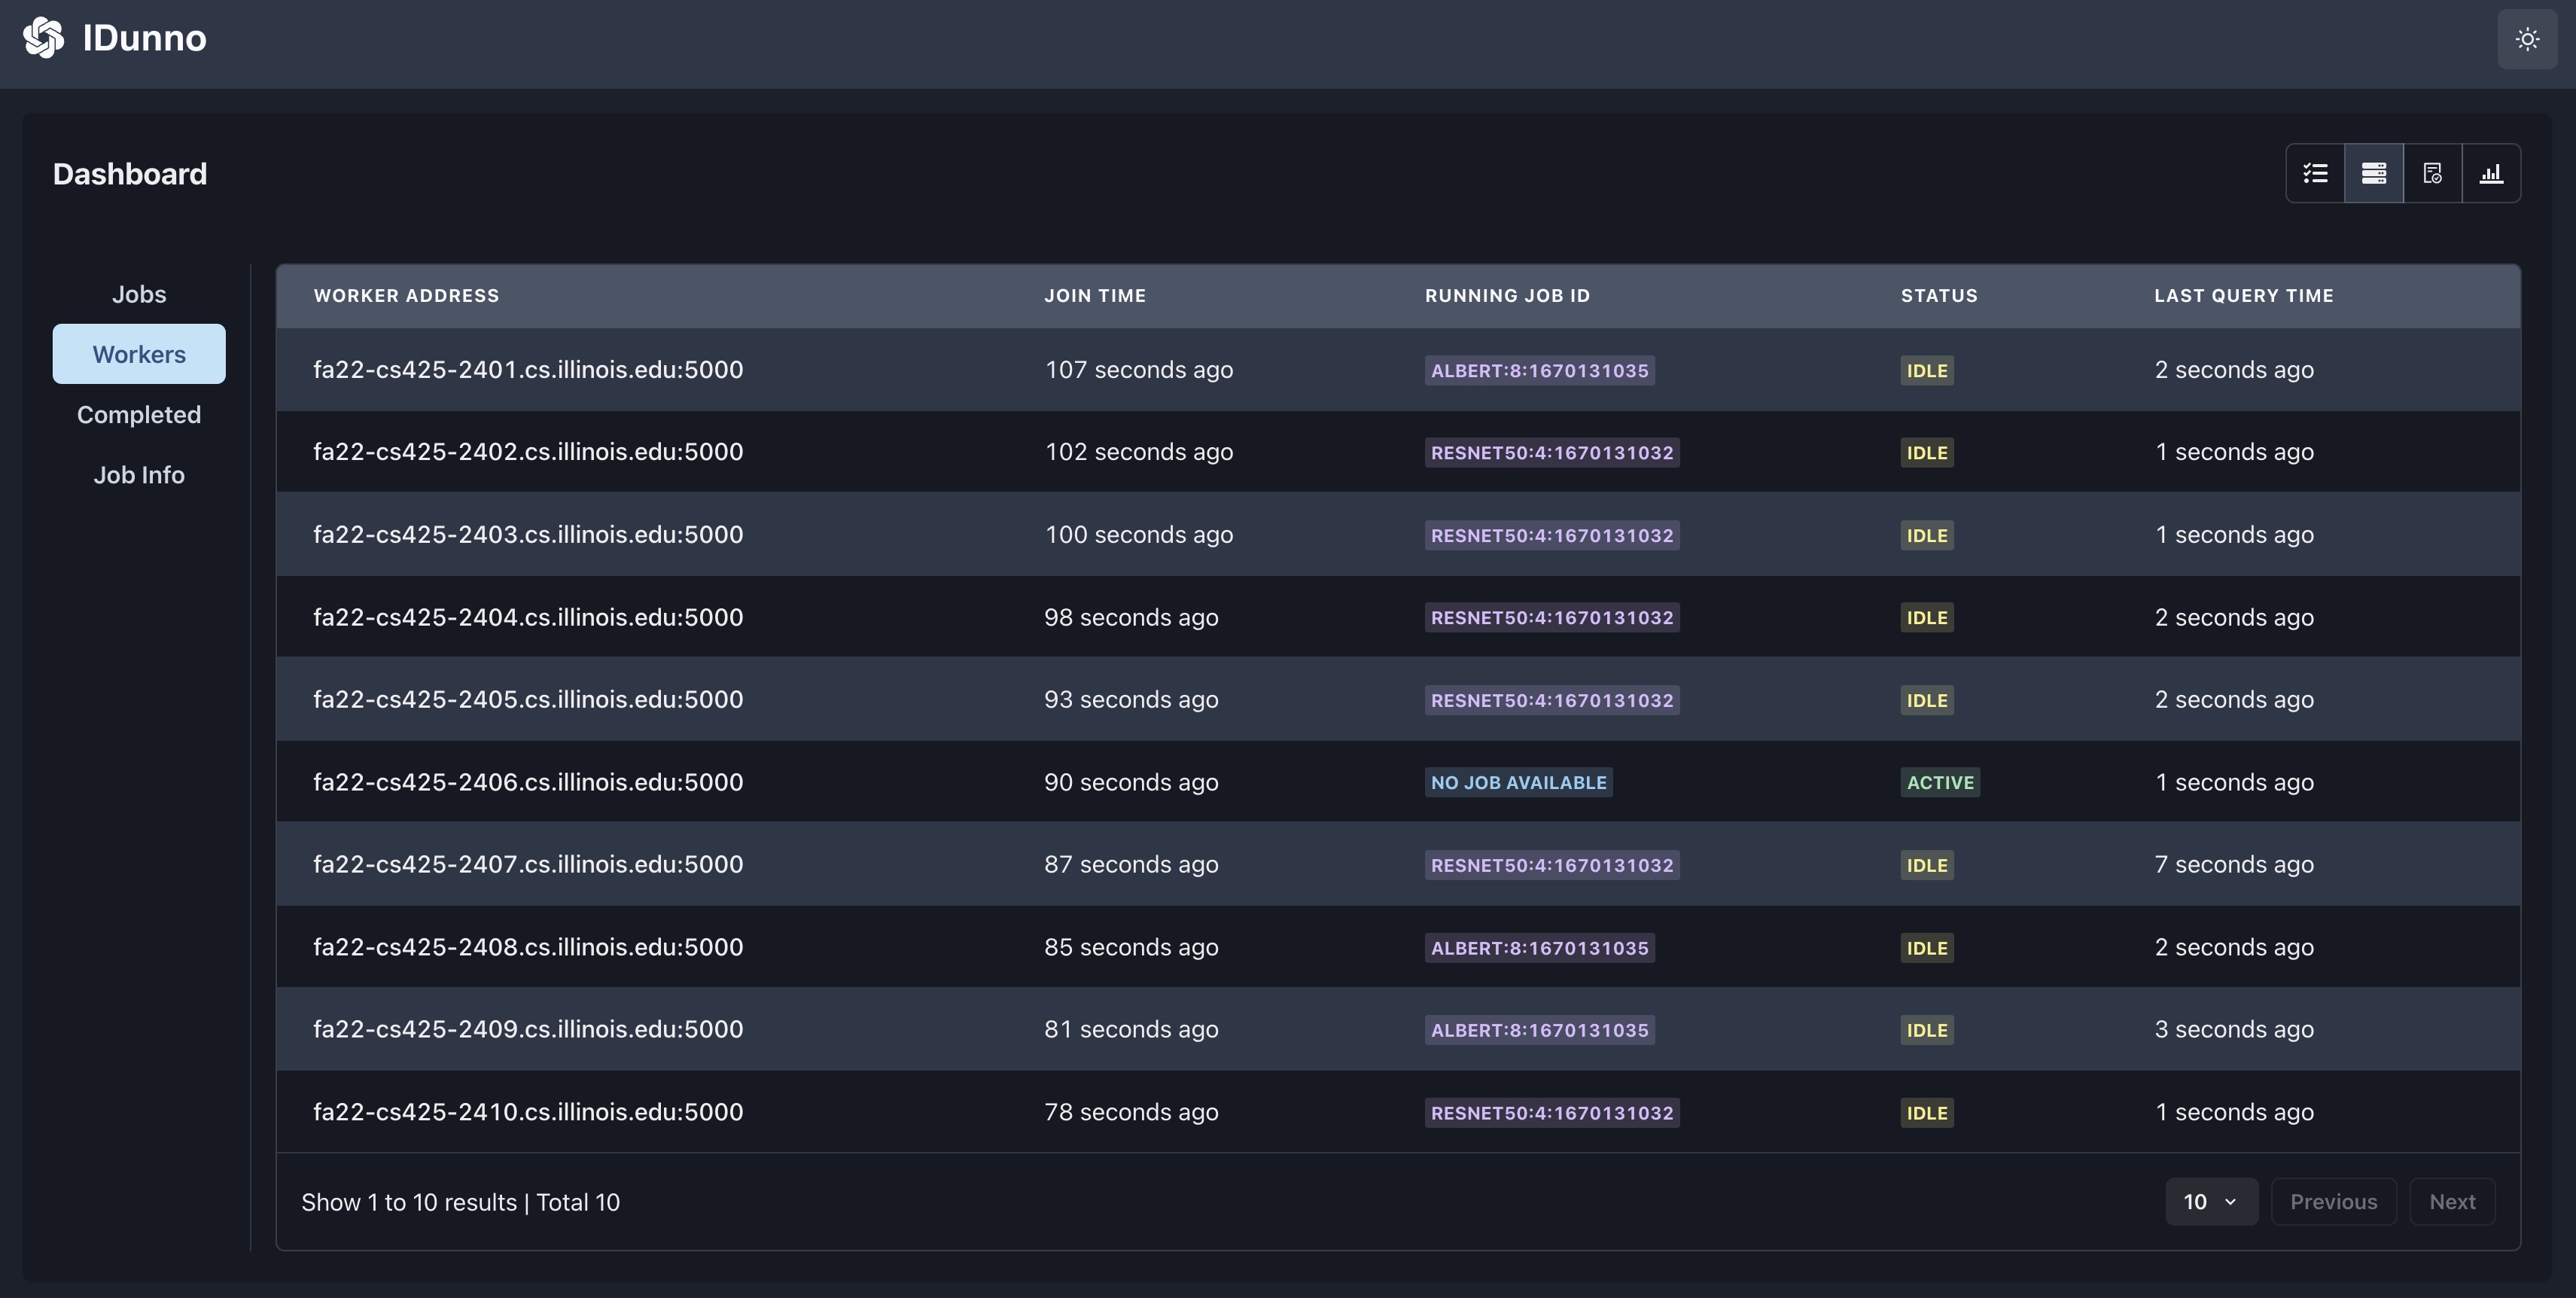 IDunno
Dashboard
Jobs
Workers
Completed
Job Info
WORKER ADDRESS JOIN TIME RUNNING JOB ID STATUS LAST QUERY TIME
fa22-cs425-2401.cs.illinois.edu:5000 107 seconds ago ALBERT:8:1670131035 IDLE 2 seconds ago
fa22-cs425-2402.cs.illinois.edu:5000 102 seconds ago RESNET50:4:1670131032 IDLE 1 seconds ago
fa22-cs425-2403.cs.illinois.edu:5000 100 seconds ago RESNET50:4:1670131032 IDLE 1 seconds ago
fa22-cs425-2404.cs.illinois.edu:5000 98 seconds ago RESNET50:4:1670131032 IDLE 2 seconds ago
fa22-cs425-2405.cs.illinois.edu:5000 93 seconds ago RESNET50:4:1670131032 IDLE 2 seconds ago
fa22-cs425-2406.cs.illinois.edu:5000 90 seconds ago NO JOB AVAILABLE ACTIVE 1 seconds ago
fa22-cs425-2407.cs.illinois.edu:5000 87 seconds ago RESNET50:4:1670131032 IDLE 7 seconds ago
fa22-cs425-2408.cs.illinois.edu:5000 85 seconds ago ALBERT:8:1670131035 IDLE 2 seconds ago
fa22-cs425-2409.cs.illinois.edu:5000 81 seconds ago ALBERT:8:1670131035 IDLE 3 seconds ago
fa22-cs425-2410.cs.illinois.edu:5000 78 seconds ago RESNET50:4:1670131032 IDLE 1 seconds ago
Show 1 to 10 results | Total 10 10 Previous Next